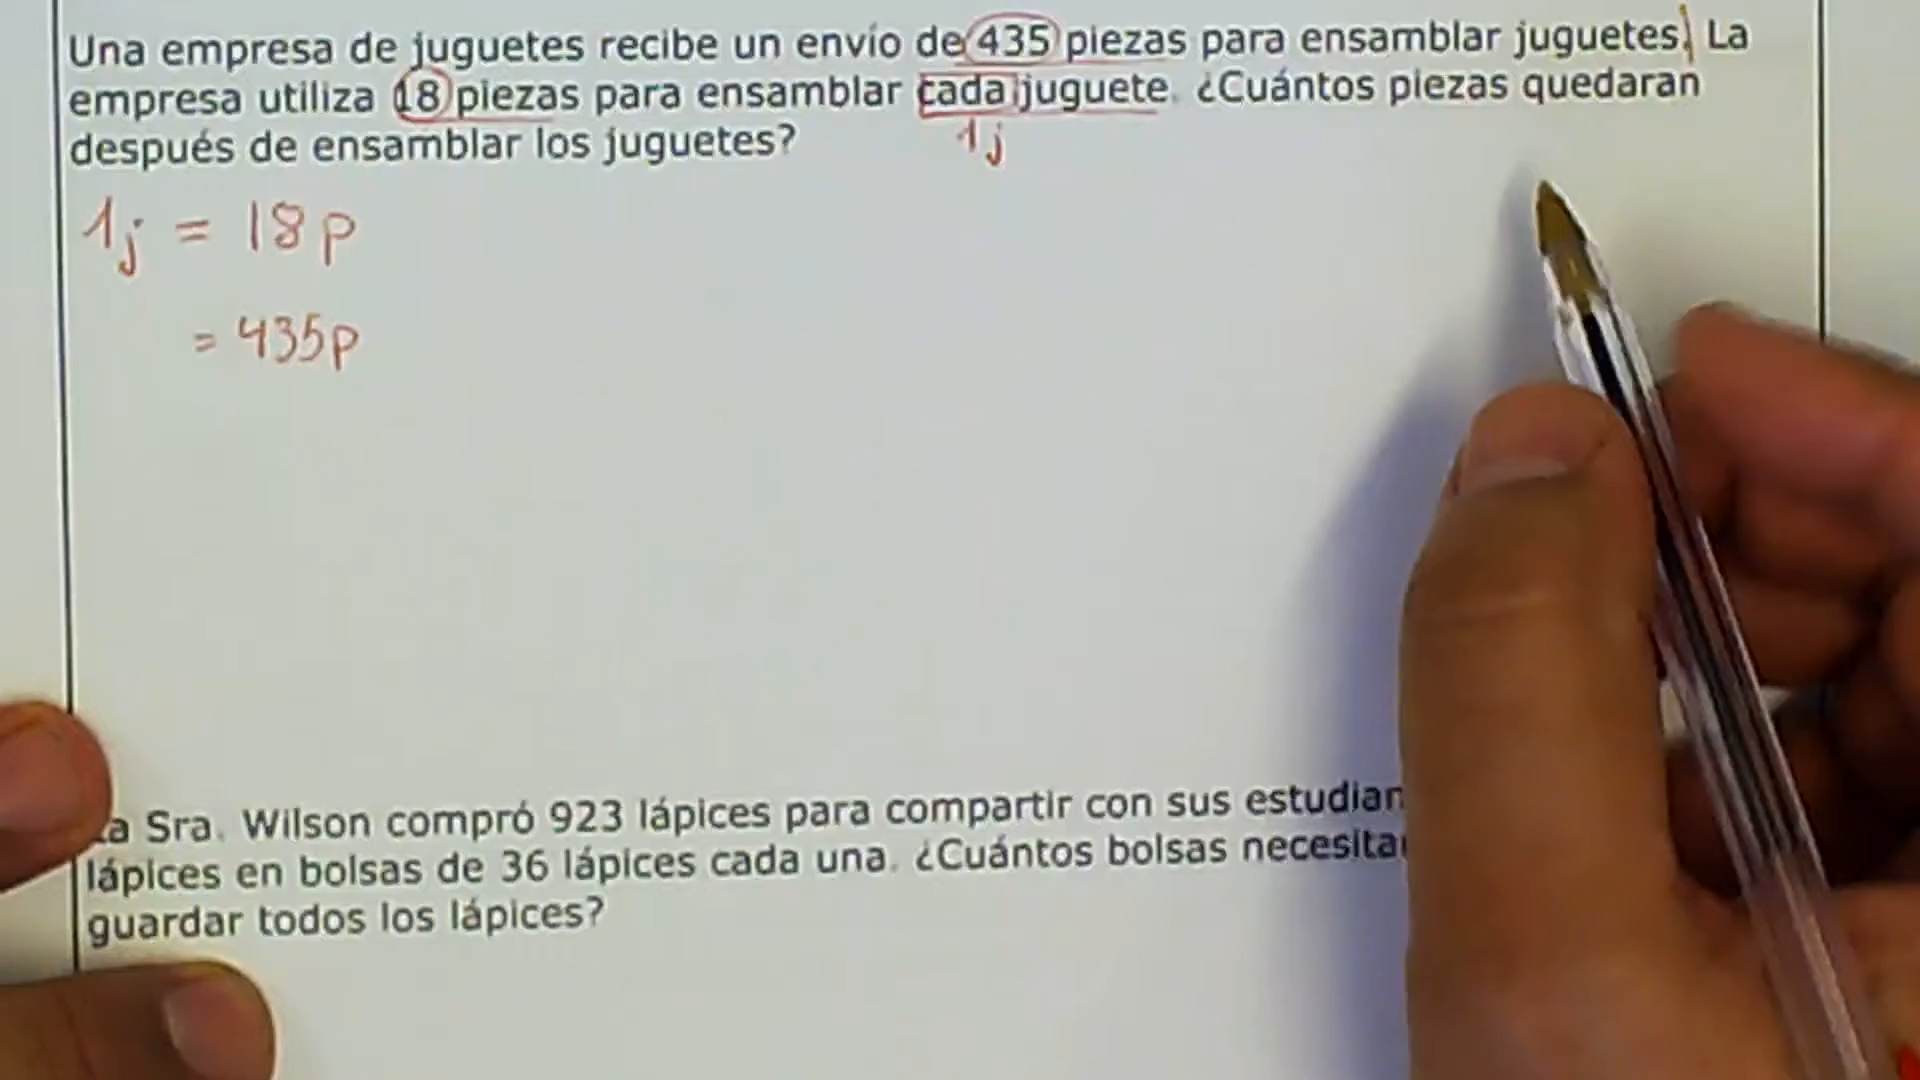 Una empresa de juguetes recibe un envío de 435 piezas para ensamblar juguetes. La
empresa utiliza 18 piezas para ensamblar cada juguete. ¿Cuántos piezas quedaran
después de ensamblar los juguetes?
1j
1j = 18p
= 435p
Sra. Wilson compró 923 lápices para compartir con sus
lápices en bolsas de 36 lápices cada una. ¿Cuántos bolsas
guardar todos los lápices?